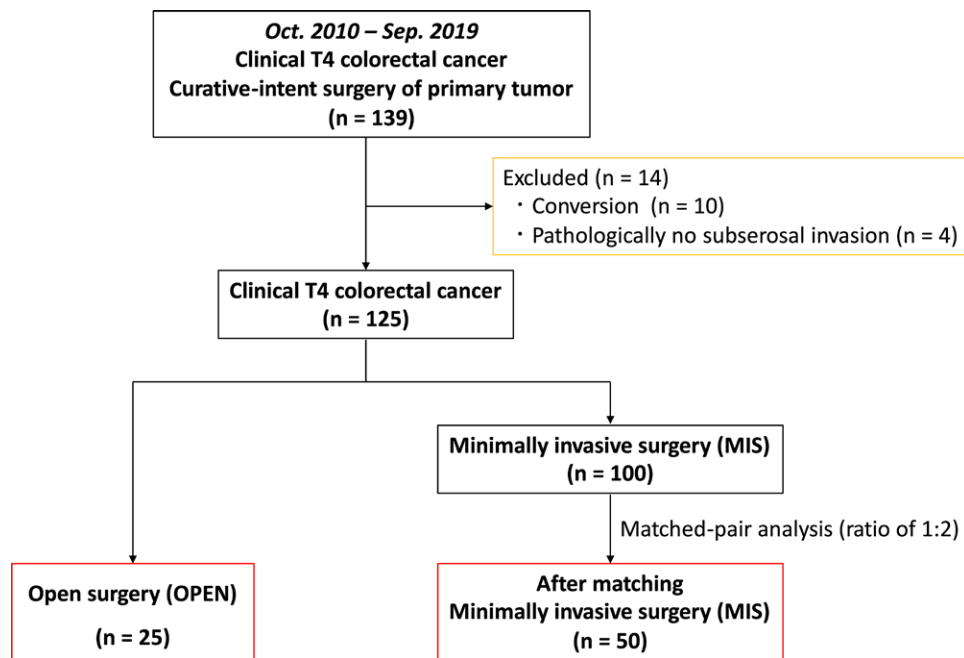 Oct. 2010 – Sep. 2019
Clinical T4 colorectal cancer
Curative-intent surgery of primary tumor
(n = 139)
Excluded (n = 14)
・Conversion (n = 10)
・Pathologically no subserosal invasion (n = 4)
Clinical T4 colorectal cancer
(n = 125)
Minimally invasive surgery (MIS)
(n = 100)
Matched-pair analysis (ratio of 1:2)
Open surgery (OPEN)
(n = 25)
After matching
Minimally invasive surgery (MIS)
(n = 50)